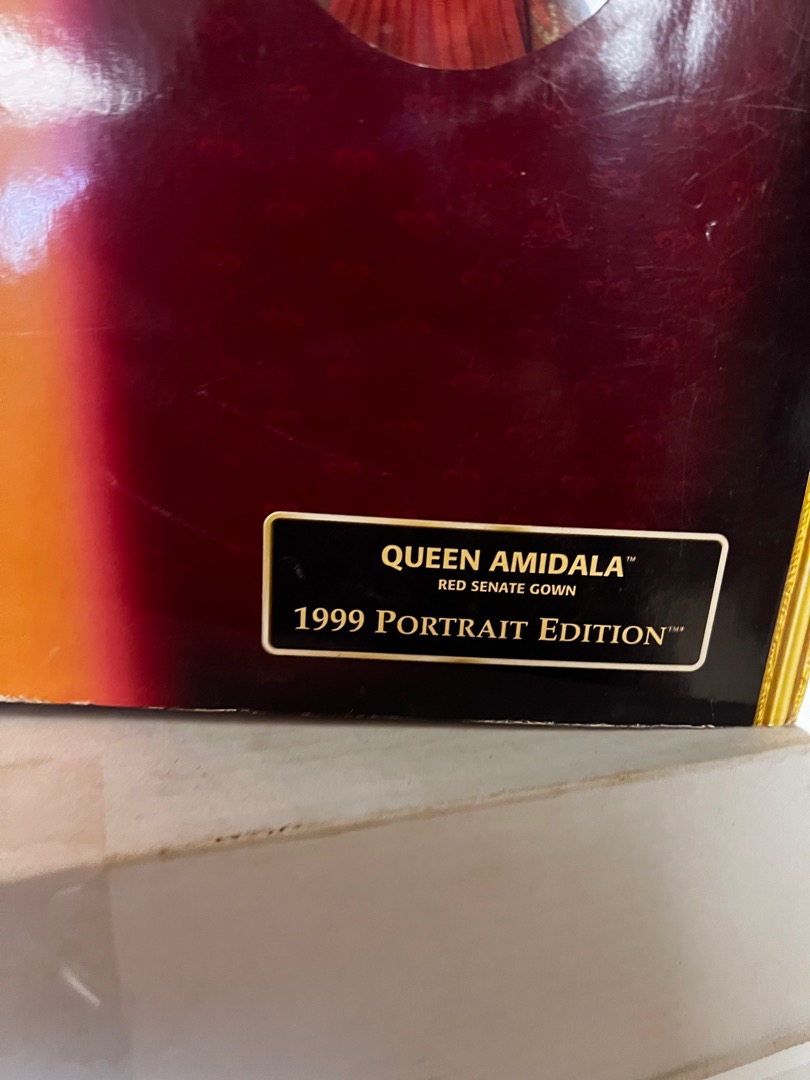 QUEEN AMIDALA™
RED SENATE GOWN
1999 PORTRAIT EDITION™*